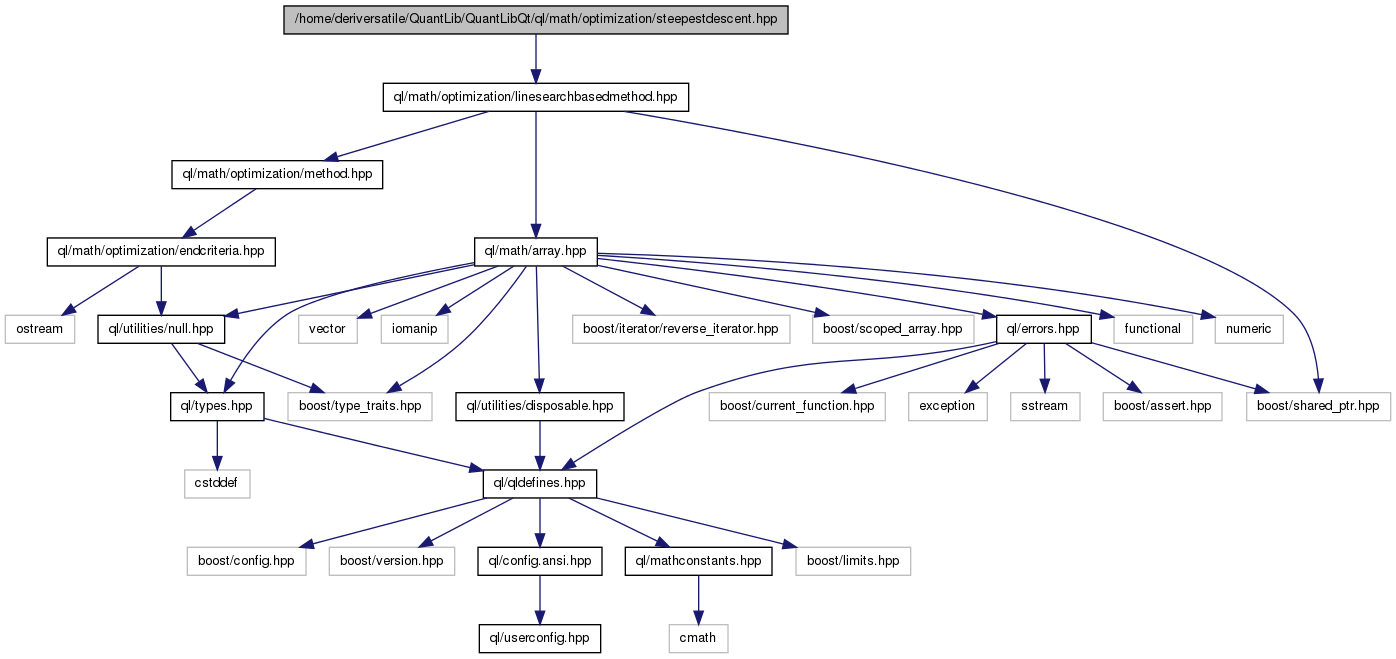 /home/deriversatile/QuantLib/QuantLibQt/ql/math/optimization/steepestdescent.hpp
ql/math/optimization/linesearchbasedmethod.hpp
ql/math/optimization/method.hpp
ql/math/optimization/endcriteria.hpp
ql/math/array.hpp
ostream
ql/utilities/null.hpp
vector
iomanip
boost/iterator/reverse_iterator.hpp
boost/scoped_array.hpp
ql/errors.hpp
functional
numeric
ql/types.hpp
boost/type_traits.hpp
ql/utilities/disposable.hpp
boost/current_function.hpp
exception
sstream
boost/assert.hpp
boost/shared_ptr.hpp
cstddef
ql/qldefines.hpp
boost/config.hpp
boost/version.hpp
ql/config.ansi.hpp
ql/mathconstants.hpp
boost/limits.hpp
ql/userconfig.hpp
cmath